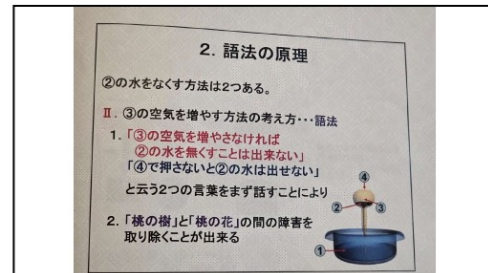 2. 語法の原理
②の水をなくす方法は2つある。
Ⅱ. ③の空気を増やす方法の考え方･･･語法
1. 「③の空気を増やさなければ
②の水を無くすことは出来ない」
「④で押さないと②の水は出せない」
と云う2つの言葉をまず話すことにより
2. 「桃の樹」と「桃の花」の間の障害を
取り除くことが出来る
④
②
③
①